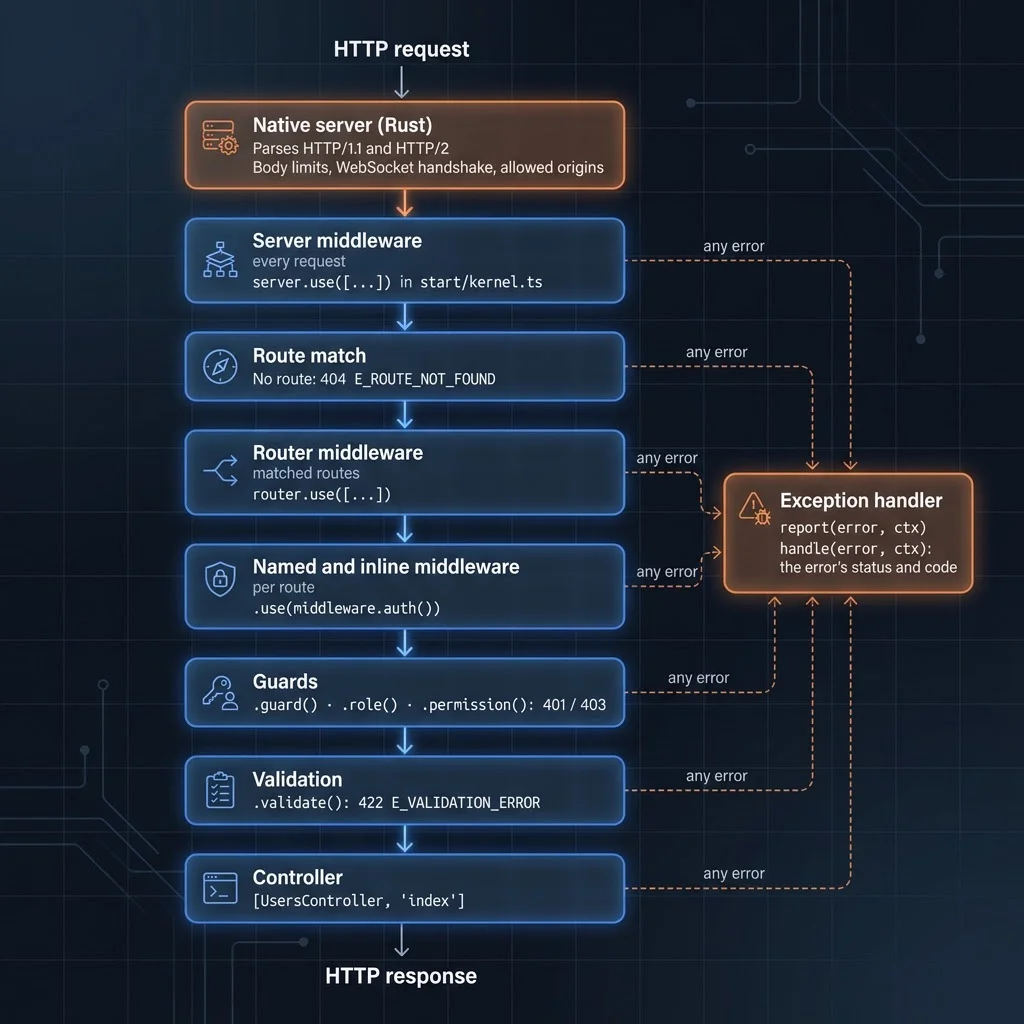 HTTP request
Native server (Rust)
Parses HTTP/1.1 and HTTP/2
Body limits, WebSocket handshake, allowed origins
Server middleware
every request
server.use([...]) in start/kernel.ts
any error
Route match
No route: 404 E_ROUTE_NOT_FOUND
any error
Router middleware
matched routes
router.use([...])
any error
Exception handler
report(error, ctx)
handle(error, ctx):
the error's status and code
Named and inline middleware
per route
.use(middleware.auth())
any error
Guards
.guard() · .role() · .permission(): 401 / 403
any error
Validation
.validate(): 422 E_VALIDATION_ERROR
any error
Controller
[UsersController, 'index']
any error
HTTP response